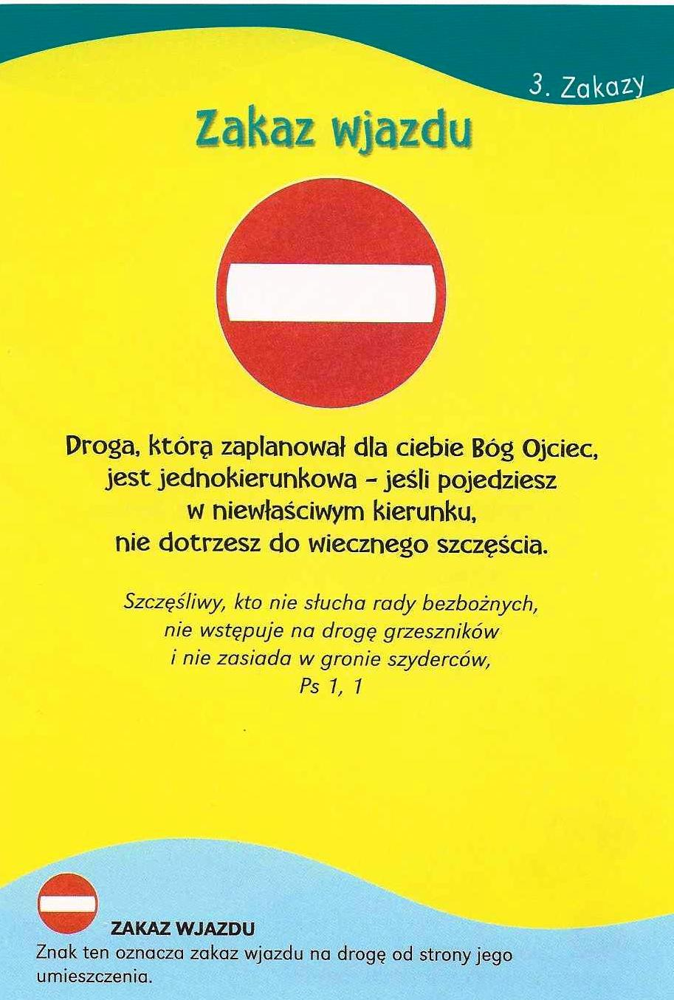 3. Zakazy
Zakaz wjazdu
Droga, którą zaplanował dla ciebie Bóg Ojciec,
jest jednokierunkowa – jeśli pojedziesz
w niewłaściwym kierunku,
nie dotrzesz do wiecznego szczęścia.
Szczęśliwy, kto nie słucha rady bezbożnych,
nie wstępuje na drogę grzeszników
i nie zasiada w gronie szyderców,
Ps 1, 1
ZAKAZ WJAZDU
Znak ten oznacza zakaz wjazdu na drogę od strony jego
umieszczenia.